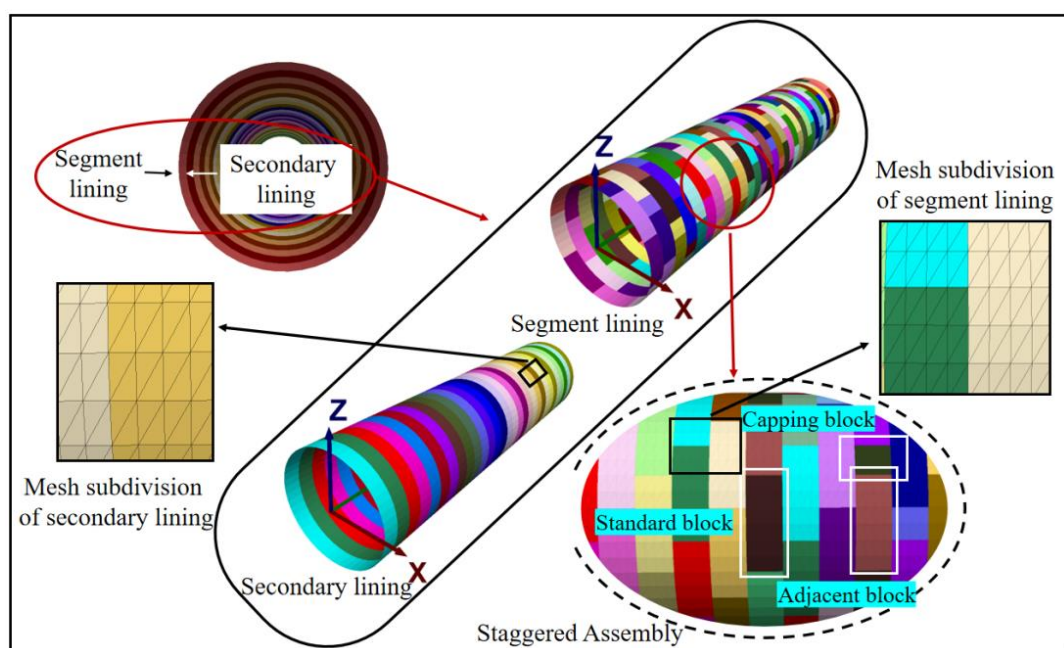 Segment
lining
Secondary
lining
Z
X
Segment lining
Mesh subdivision
of segment lining
Mesh subdivision
of secondary lining
Z
X
Secondary lining
Capping block
Standard block
Adjacent block
Staggered Assembly